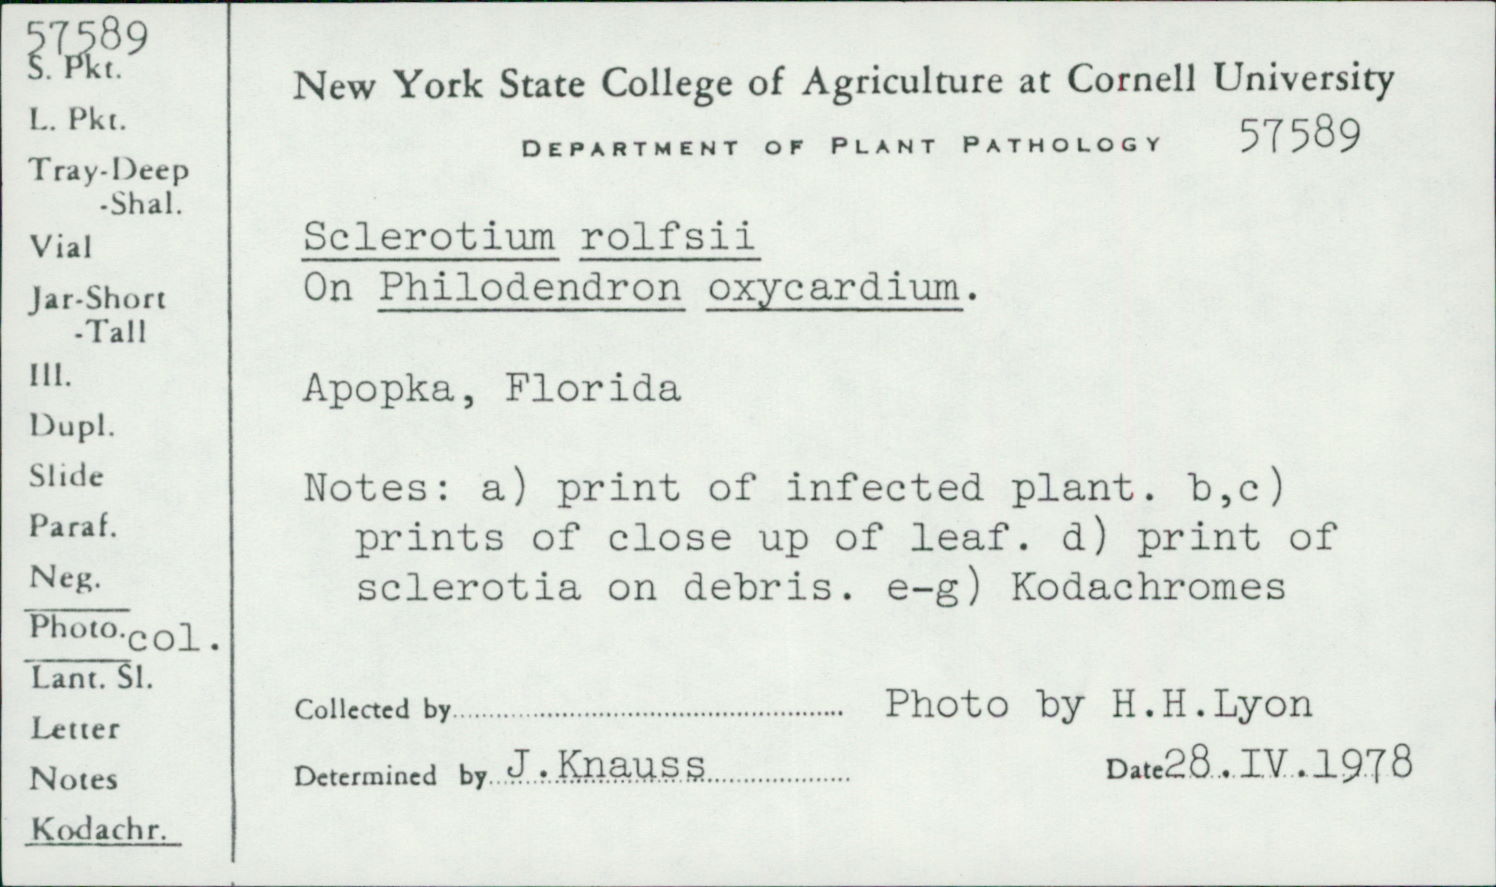 57589
S. Pkt.
L. Pkt.
Tray-Deep
-Shal.
Vial
Jar-Short
-Tall
Ill.
Dupl.
Slide
Paraf.
Neg.
Photo. col.
Lant. Sl.
Letter
Notes
Kodachr.
New York State College of Agriculture at Cornell University
DEPARTMENT OF PLANT PATHOLOGY 57589
Sclerotium rolfsii
On Philodendron oxycardium.
Apopka, Florida
Notes: a) print of infected plant. b,c)
prints of close up of leaf. d) print of
sclerotia on debris. e-g) Kodachromes
Collected by Photo by H.H.Lyon
Determined by J.Knauss Date 28.IV.1978